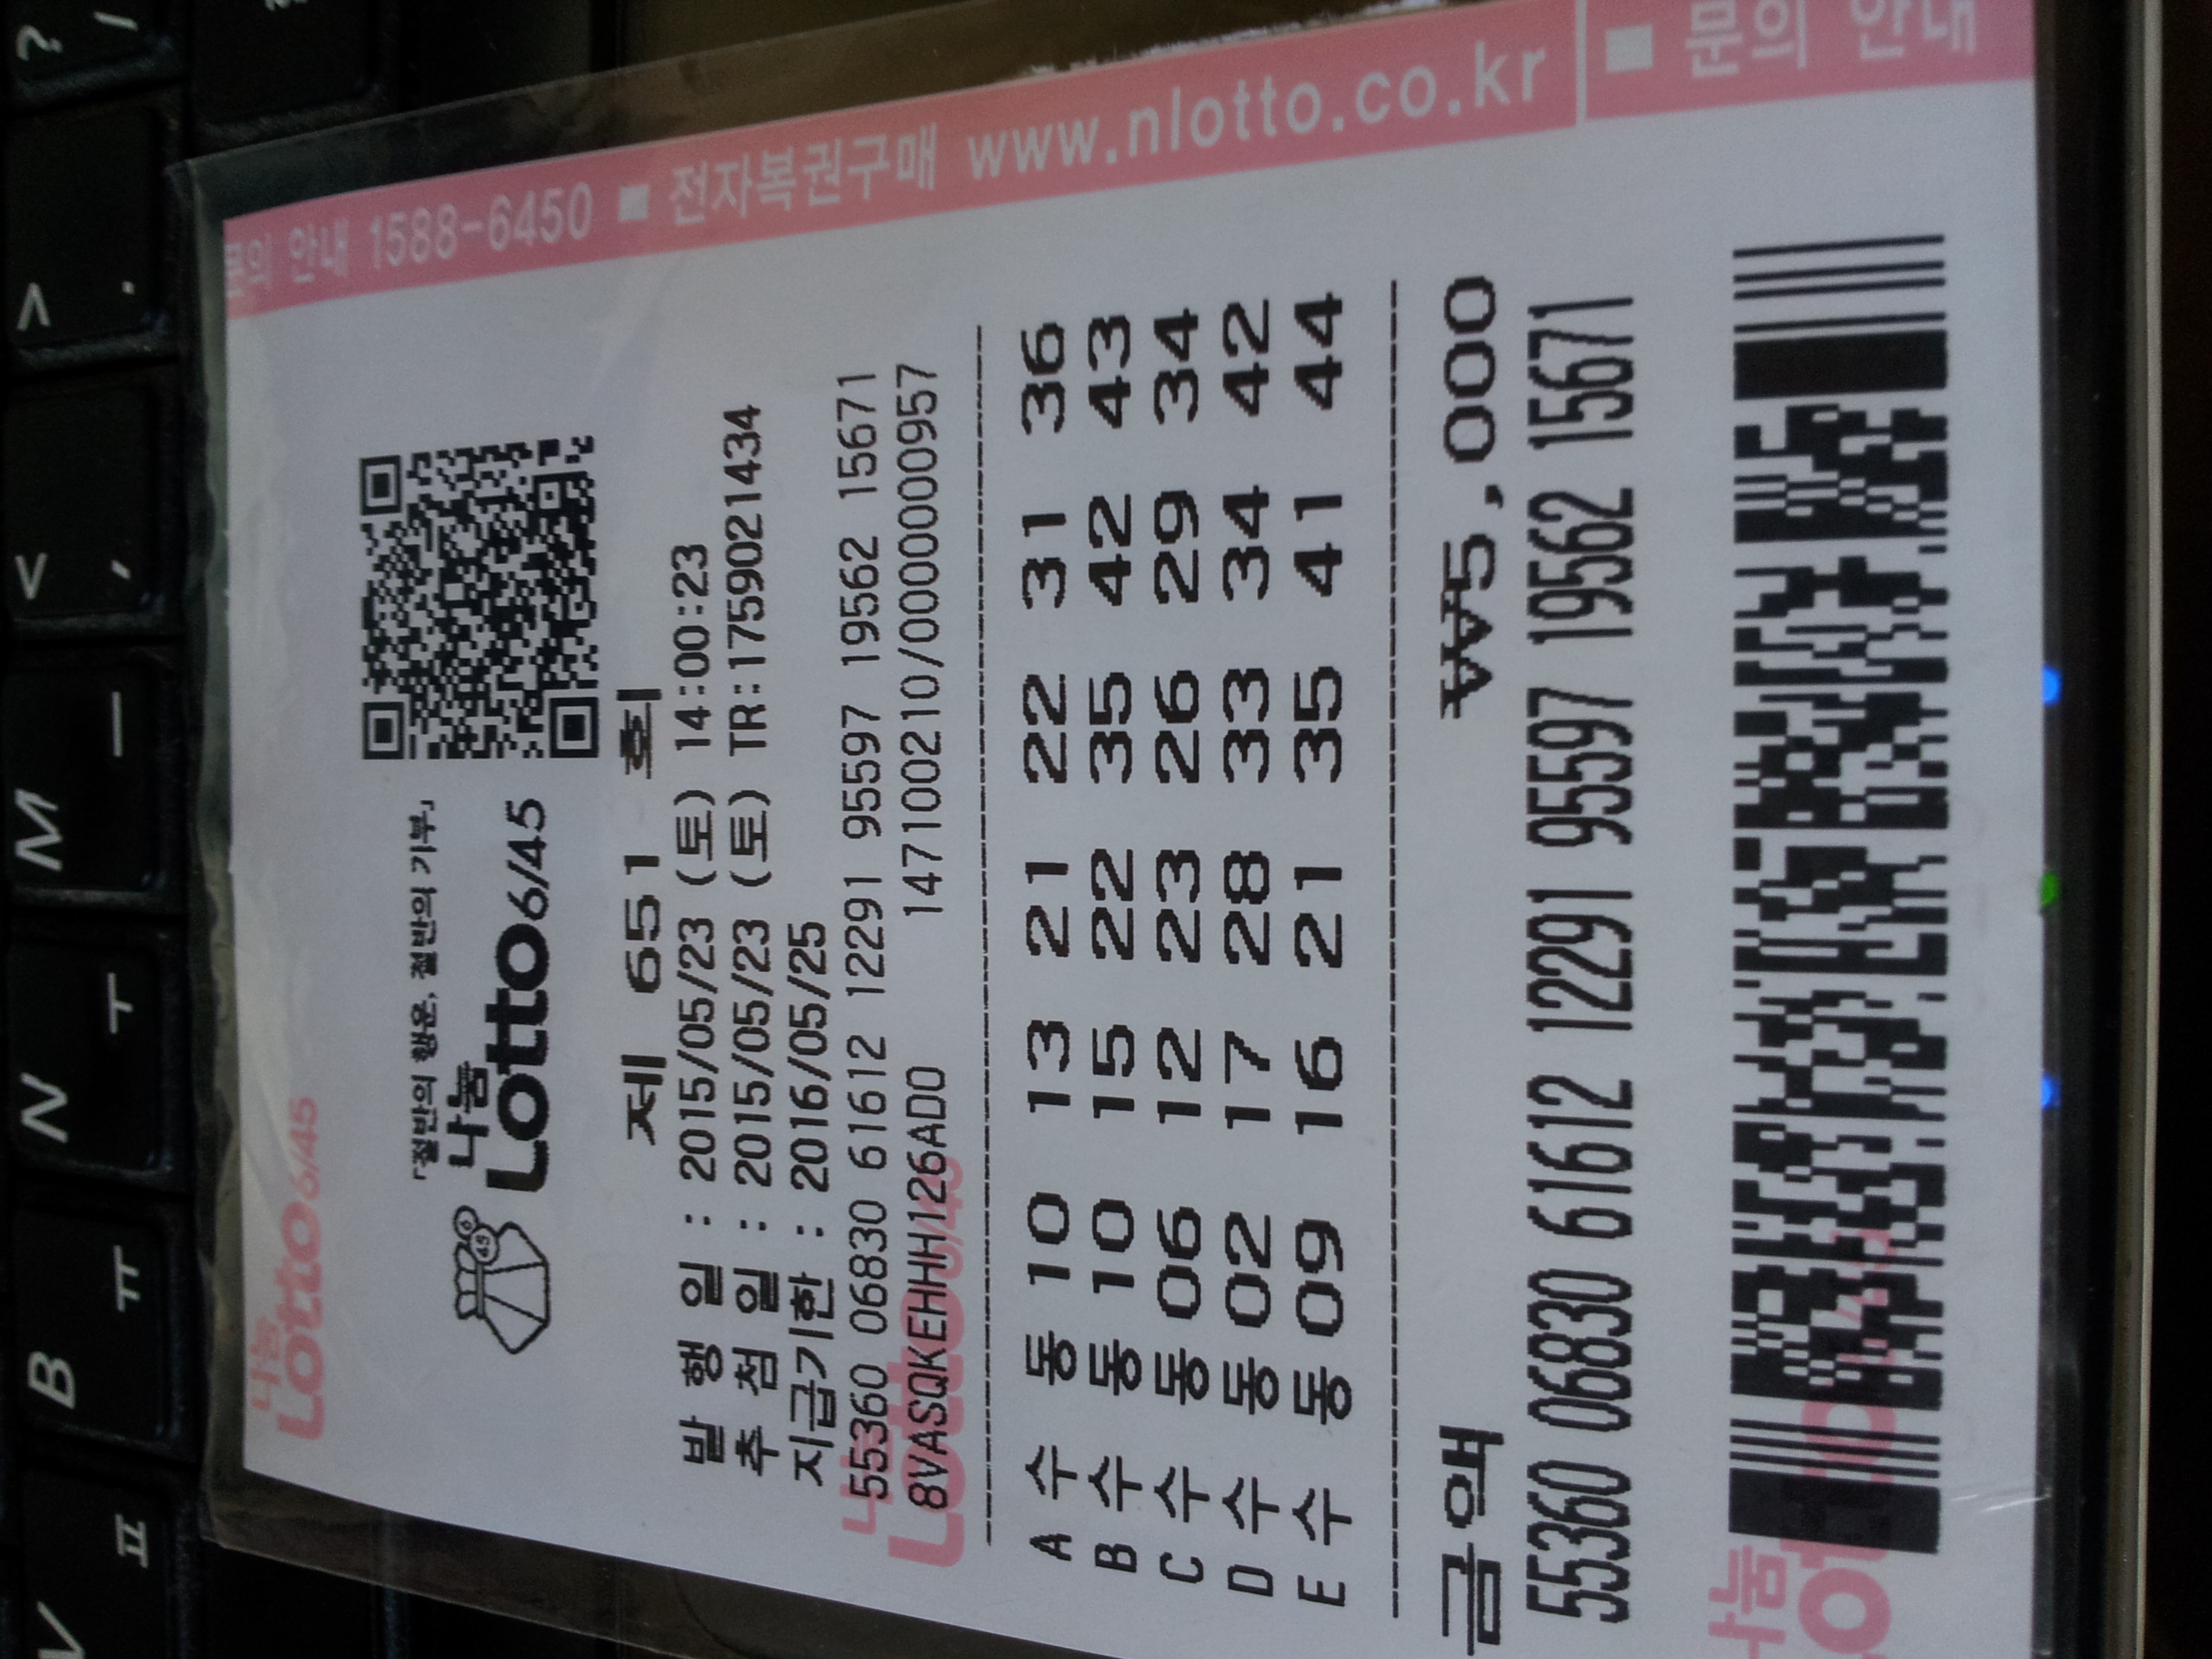 나눔
Lotto6/45
「절반의 행운, 절반의 기부」
나눔
Lotto6/45
제 651 회
발 행 일 : 2015/05/23 (토) 14:00:23
추 첨 일 : 2015/05/23 (토) TR:1759021434
지급기한 : 2016/05/25
55360 06830 61612 12291 95597 19562 15671
8VASQKEHHH126ADO 1471000210/0000000957
A 수 동 10 13 21 22 31 36
B 수 동 10 15 22 35 42 43
C 수 동 06 12 23 26 29 34
D 수 동 02 17 28 33 34 42
E 수 동 09 16 21 35 41 44
금액 ₩5,000
55360 06830 61612 12291 95597 19562 15671
문의 안내 1588-6450 ■ 전자복권구매 www.nlotto.co.kr
■ 문의 안내
V ㅍ
B ㅠ
N ㅜ
M ㅡ
< ,
> .
? /